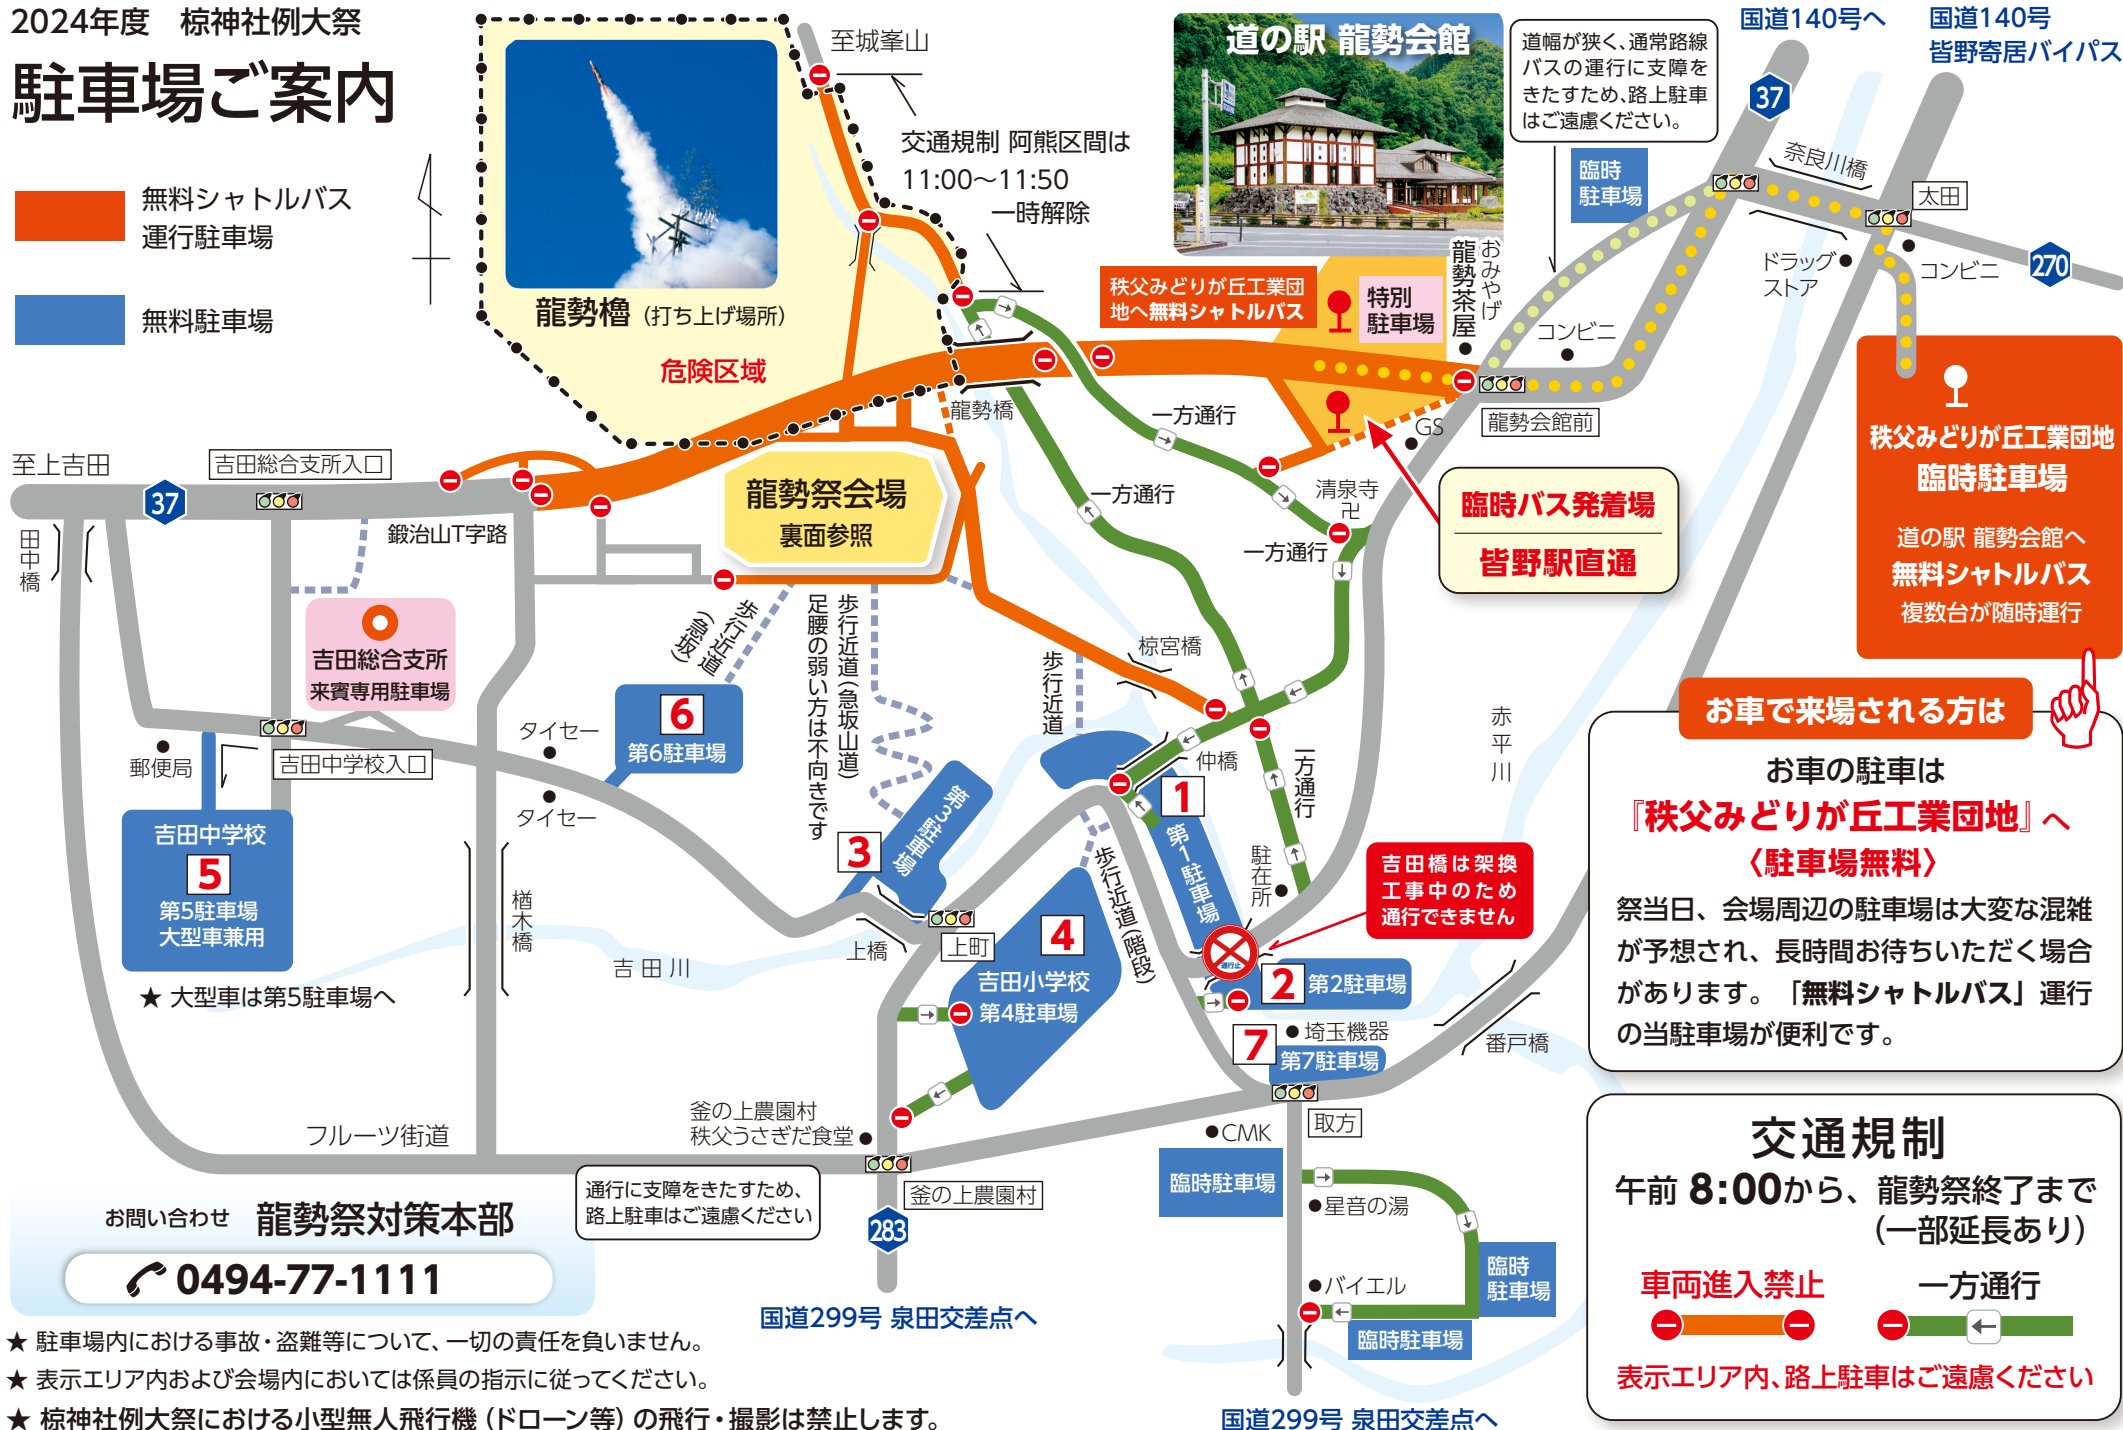 2024年度　椋神社例大祭
駐車場ご案内
無料シャトルバス
運行駐車場
無料駐車場
龍勢櫓（打ち上げ場所）
危険区域
至城峯山
交通規制 阿熊区間は
11:00〜11:50
一時解除
道の駅 龍勢会館
道幅が狭く、通常路線
バスの運行に支障を
きたすため、路上駐車
はご遠慮ください。
国道140号へ
国道140号
皆野寄居バイパス
37
臨時
駐車場
奈良川橋
太田
ドラッグ
ストア
コンビニ
270
秩父みどりが丘工業団
地へ無料シャトルバス
特別
駐車場
おみやげ
龍勢茶屋
コンビニ
龍勢会館前
GS
龍勢橋
一方通行
一方通行
清泉寺
卍
一方通行
臨時バス発着場
皆野駅直通
秩父みどりが丘工業団地
臨時駐車場
道の駅 龍勢会館へ
無料シャトルバス
複数台が随時運行
至上吉田
37
吉田総合支所入口
鍛治山T字路
田中橋
龍勢祭会場
裏面参照
吉田総合支所
来賓専用駐車場
歩行近道
（急坂）
歩行近道（急坂山道）
足腰の弱い方は不向きです
歩行近道
椋宮橋
6
第6駐車場
タイセー
タイセー
郵便局
吉田中学校入口
吉田中学校
5
第5駐車場
大型車兼用
★ 大型車は第5駐車場へ
楢木橋
吉田川
3
第3駐車場
上橋
上町
4
吉田小学校
第4駐車場
歩行近道（階段）
仲橋
1
第1駐車場
一方通行
駐在所
通行止
吉田橋は架換
工事中のため
通行できません
2
第2駐車場
7
埼玉機器
第7駐車場
赤平川
番戸橋
取方
お車で来場される方は
お車の駐車は
『秩父みどりが丘工業団地』へ
〈駐車場無料〉
祭当日、会場周辺の駐車場は大変な混雑
が予想され、長時間お待ちいただく場合
があります。「無料シャトルバス」運行
の当駐車場が便利です。
フルーツ街道
釜の上農園村
秩父うさぎだ食堂
釜の上農園村
283
通行に支障をきたすため、
路上駐車はご遠慮ください
国道299号 泉田交差点へ
CMK
臨時駐車場
星音の湯
バイエル
臨時
駐車場
臨時駐車場
国道299号 泉田交差点へ
交通規制
午前 8:00から、龍勢祭終了まで
（一部延長あり）
車両進入禁止
一方通行
表示エリア内、路上駐車はご遠慮ください
お問い合わせ　龍勢祭対策本部
0494-77-1111
★ 駐車場内における事故・盗難等について、一切の責任を負いません。
★ 表示エリア内および会場内においては係員の指示に従ってください。
★ 椋神社例大祭における小型無人飛行機（ドローン等）の飛行・撮影は禁止します。